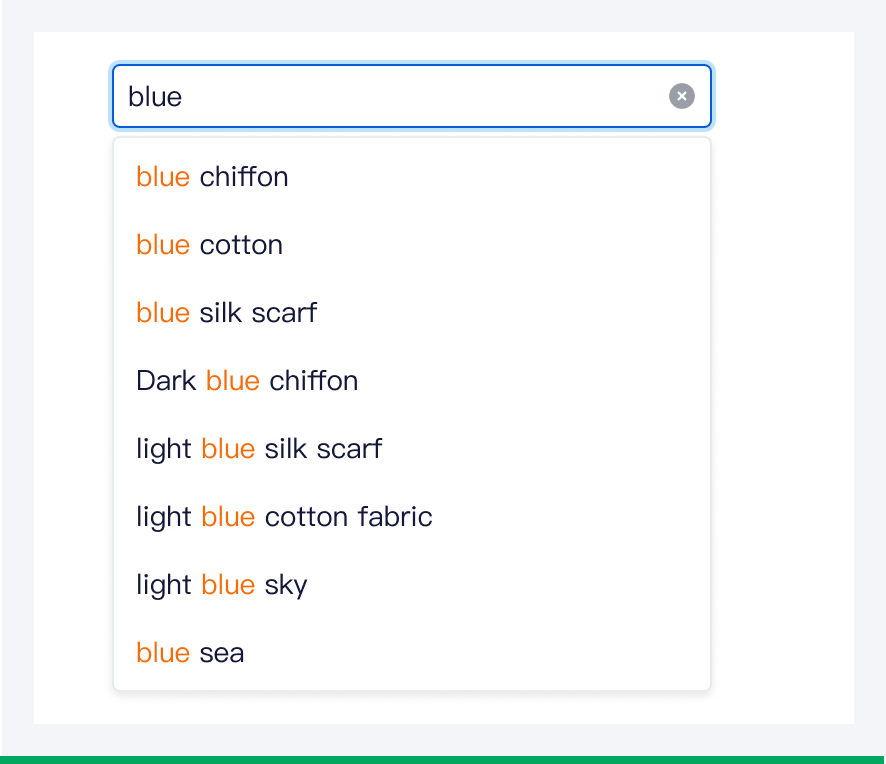 blue
blue chiffon
blue cotton
blue silk scarf
Dark blue chiffon
light blue silk scarf
light blue cotton fabric
light blue sky
blue sea